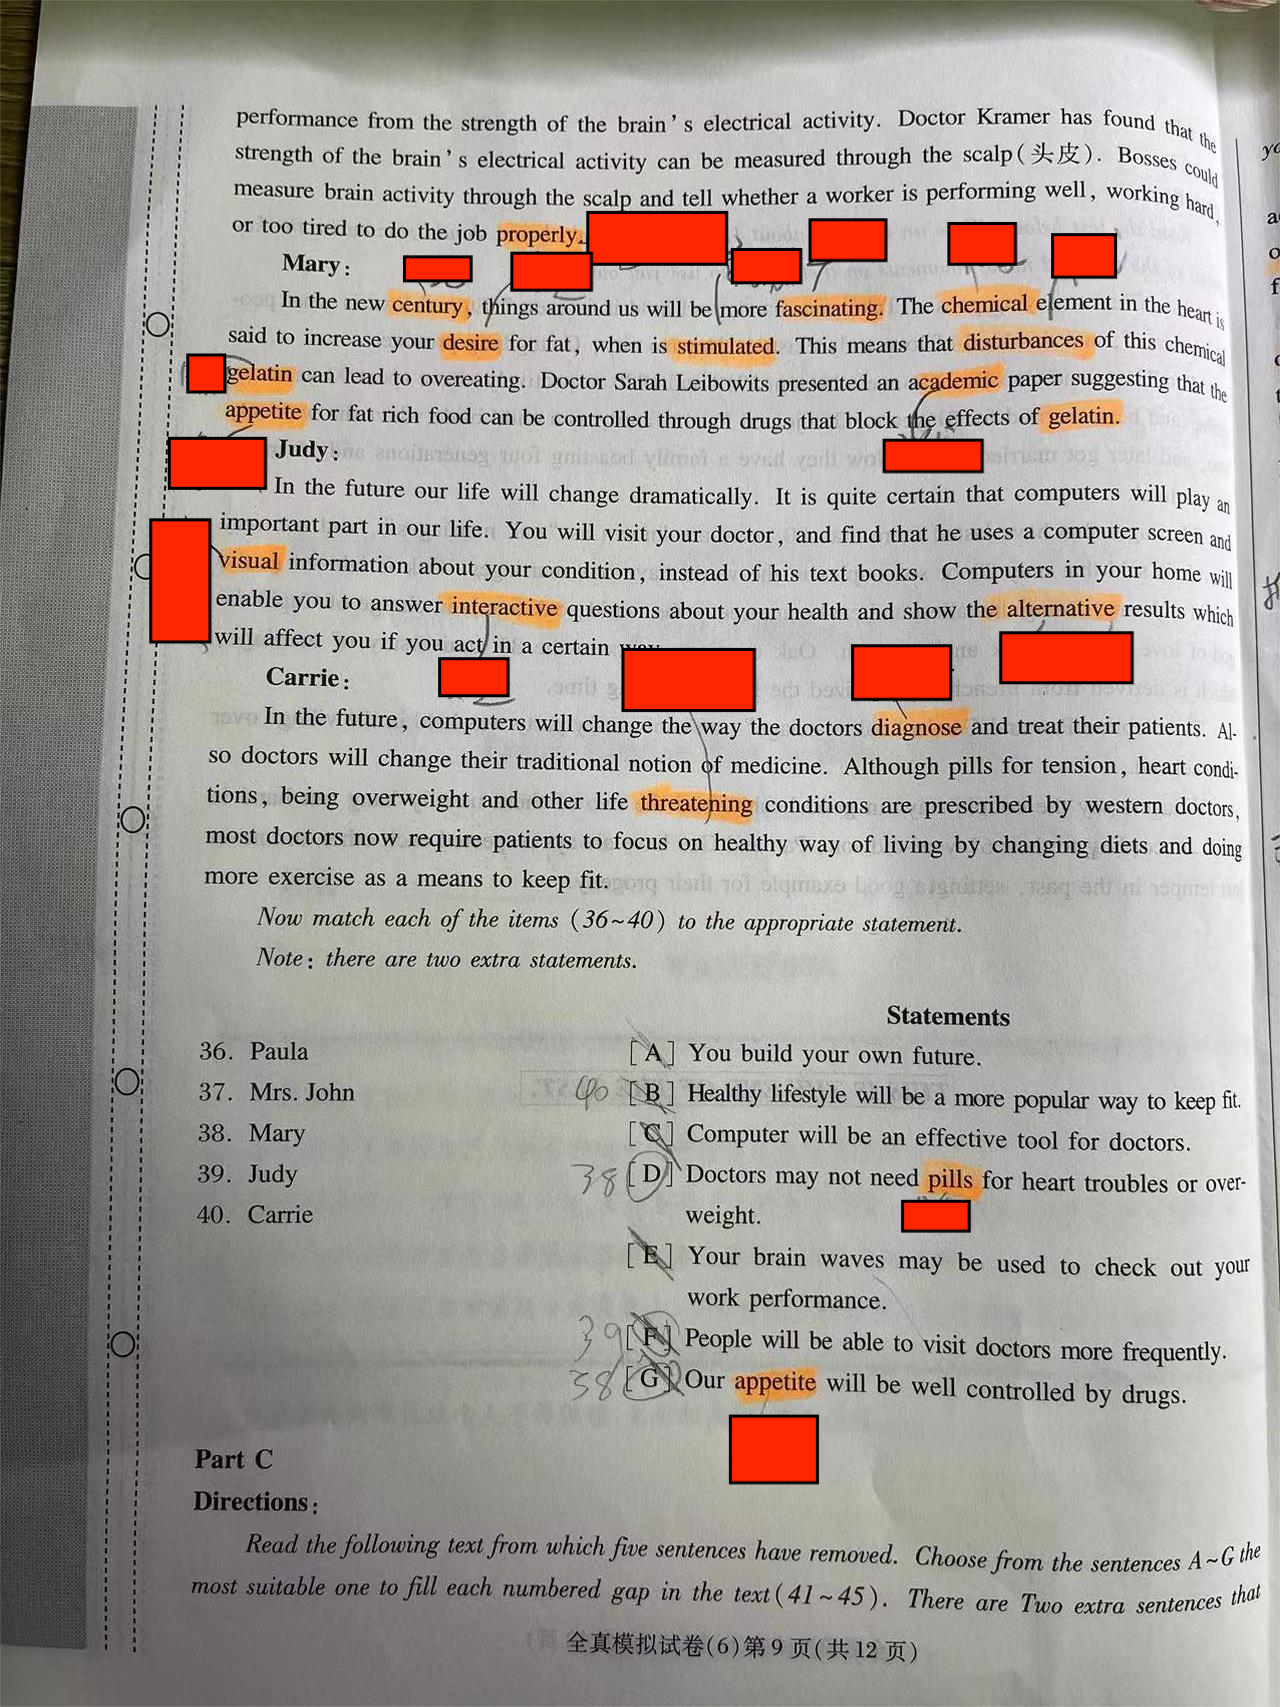 performance from the strength of the brain's electrical activity. Doctor Kramer has found that the
strength of the brain's electrical activity can be measured through the scalp(头皮). Bosses could
measure brain activity through the scalp and tell whether a worker is performing well, working hard,
or too tired to do the job properly.
Mary:
In the new century, things around us will be more fascinating. The chemical element in the heart is
said to increase your desire for fat, when is stimulated. This means that disturbances of this chemical
gelatin can lead to overeating. Doctor Sarah Leibowits presented an academic paper suggesting that the
appetite for fat rich food can be controlled through drugs that block the effects of gelatin.
Judy:
In the future our life will change dramatically. It is quite certain that computers will play an
important part in our life. You will visit your doctor, and find that he uses a computer screen and
visual information about your condition, instead of his text books. Computers in your home will
enable you to answer interactive questions about your health and show the alternative results which
will affect you if you act in a certain
Carrie:
In the future, computers will change the way the doctors diagnose and treat their patients. Al-
so doctors will change their traditional notion of medicine. Although pills for tension, heart condi-
tions, being overweight and other life threatening conditions are prescribed by western doctors,
most doctors now require patients to focus on healthy way of living by changing diets and doing
more exercise as a means to keep fit.
Now match each of the items (36~40) to the appropriate statement.
Note: there are two extra statements.
Statements
36. Paula
[A] You build your own future.
37. Mrs. John
40 [B] Healthy lifestyle will be a more popular way to keep fit.
38. Mary
[C] Computer will be an effective tool for doctors.
39. Judy
38 [D] Doctors may not need pills for heart troubles or over-
40. Carrie
weight.
[E] Your brain waves may be used to check out your
work performance.
39 [F] People will be able to visit doctors more frequently.
38 [G] Our appetite will be well controlled by drugs.
Part C
Directions:
Read the following text from which five sentences have removed. Choose from the sentences A~G the
most suitable one to fill each numbered gap in the text(41~45). There are Two extra sentences that
全真模拟试卷(6)第9页(共12页)